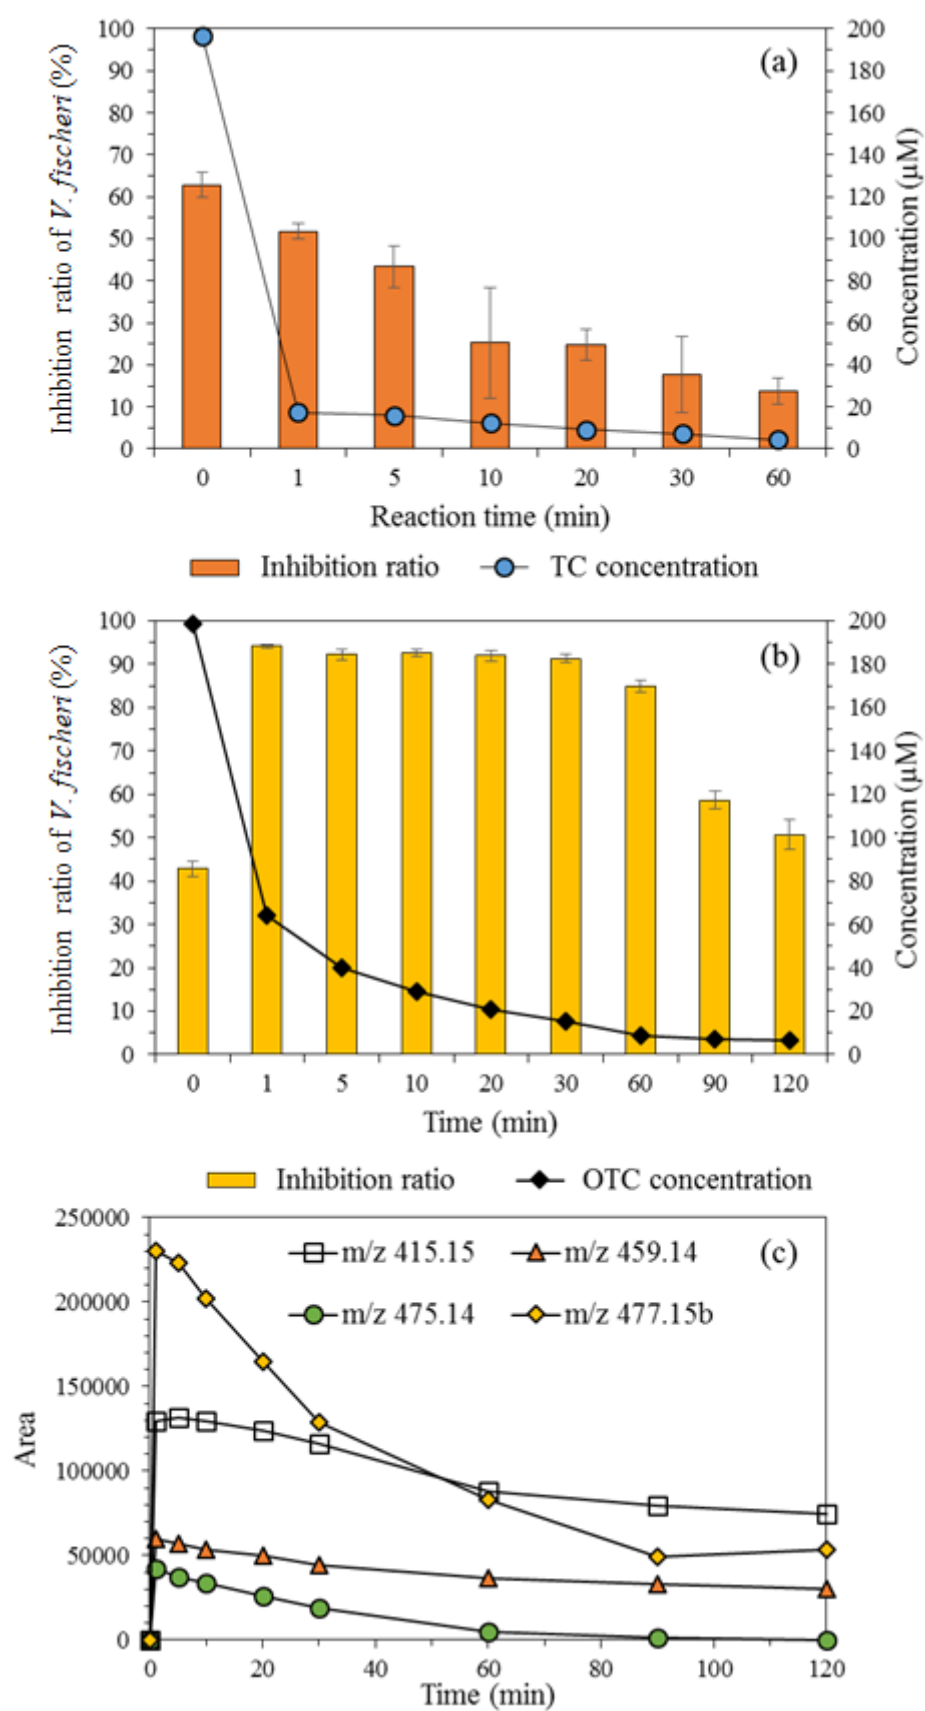 (a)
Inhibition ratio of V. fischeri (%)
100
90
80
70
60
50
40
30
20
10
0
Concentration (µM)
200
180
160
140
120
100
80
60
40
20
0
0 1 5 10 20 30 60
Reaction time (min)
Inhibition ratio TC concentration
(b)
Inhibition ratio of V. fischeri (%)
100
90
80
70
60
50
40
30
20
10
0
Concentration (µM)
200
180
160
140
120
100
80
60
40
20
0
0 1 5 10 20 30 60 90 120
Time (min)
Inhibition ratio OTC concentration
(c)
m/z 415.15 m/z 459.14
m/z 475.14 m/z 477.15b
Area
250000
200000
150000
100000
50000
0
0 20 40 60 80 100 120
Time (min)